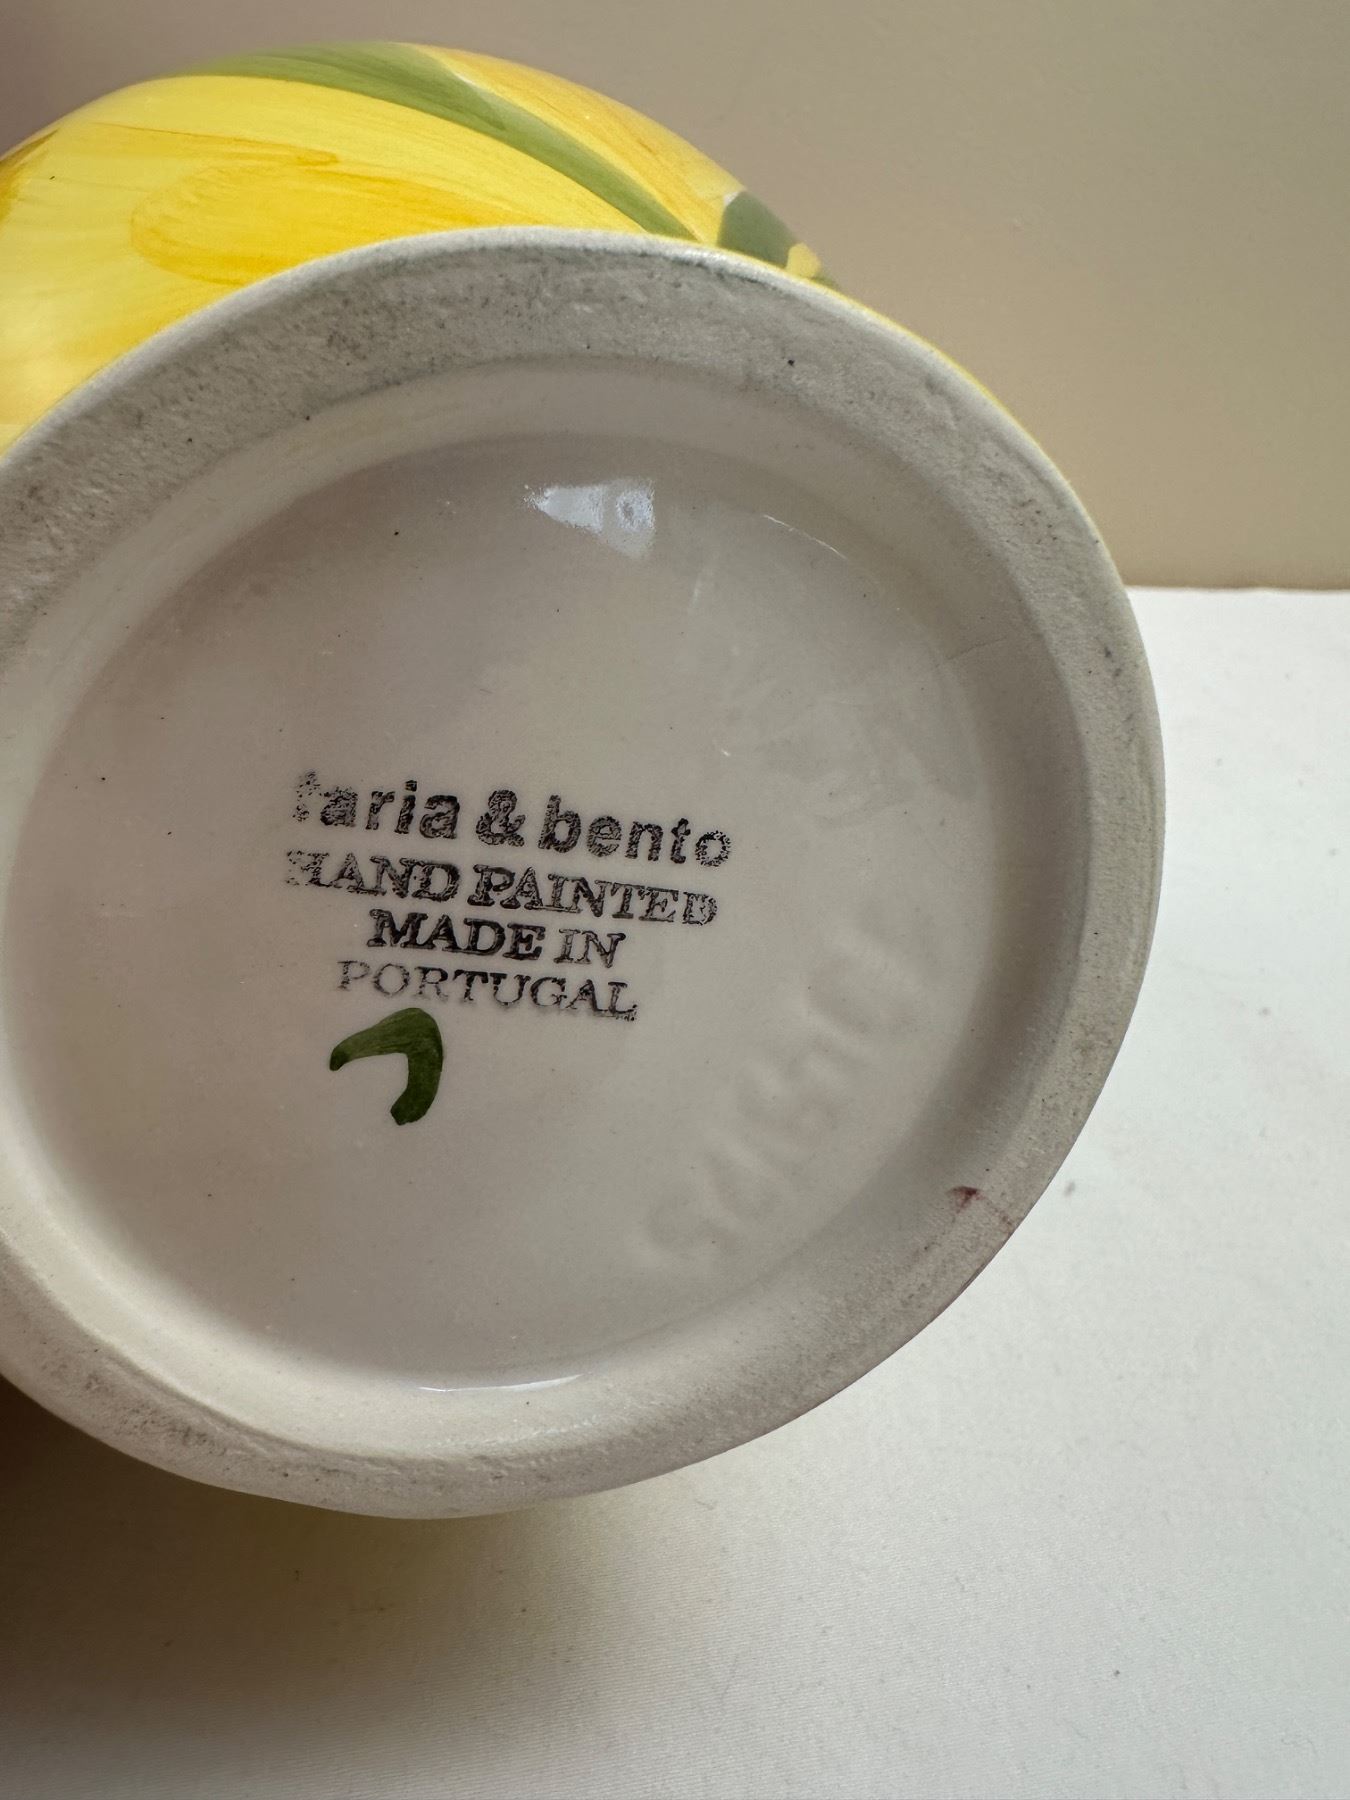 faria & bento
HAND PAINTED
MADE IN
PORTUGAL